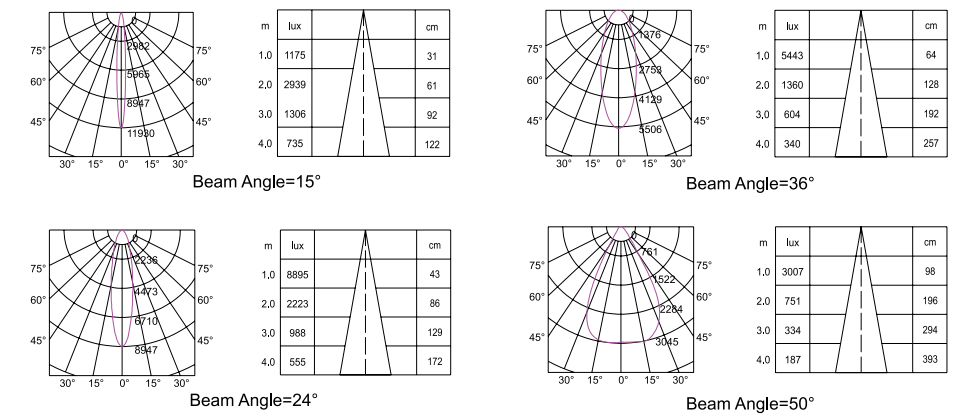 m lux cm
2982
75° 75°
1,0 1175 31
5965
60° 60°
2,0 2939 61
8947
45° 45°
3.0 1306 92
11930
4,0 735 122
30° 15° 0° 15° 30°
Beam Angle=15°
m lux cm
1376
75° 75°
1,0 5443 64
2753
60° 60°
2.0 1360 128
4129
45° 45°
3.0 604 192
5506
4,0 340 257
30° 15° 0° 15° 30°
Beam Angle=36°
m lux cm
2236
75° 75°
1,0 8895 43
4473
60° 60°
2,0 2223 86
6710
45° 45°
3.0 988 129
8947
4,0 555 172
30° 15° 0° 15° 30°
Beam Angle=24°
m lux cm
761
75° 75°
1,0 3007 98
1522
60° 60°
2,0 751 196
2284
45° 45°
3.0 334 294
3045
4,0 187 393
30° 15° 0° 15° 30°
Beam Angle=50°